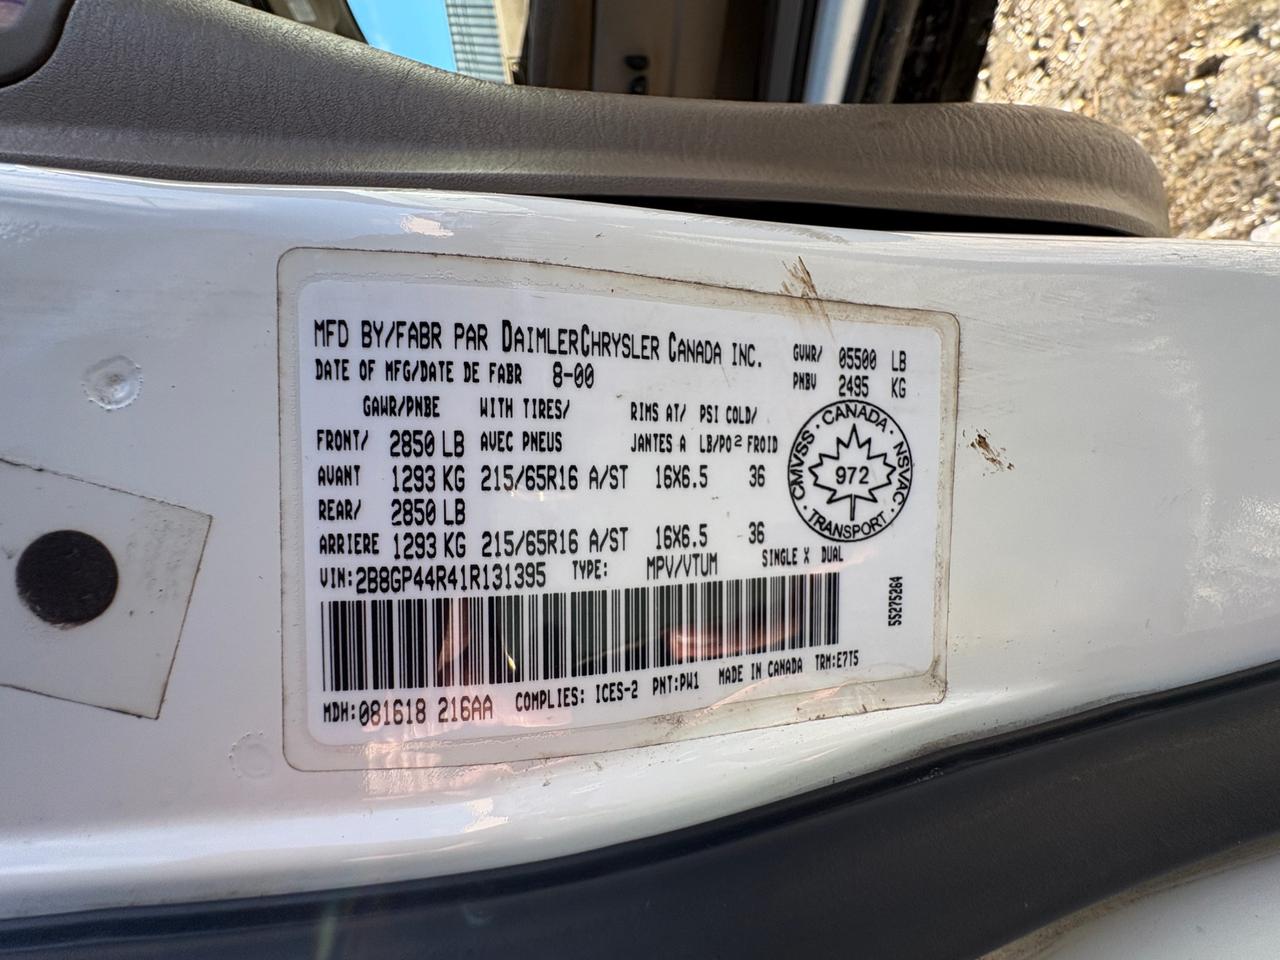 MFD BY/FABR PAR DAIMLERCHRYSLER CANADA INC. GVWR/ 05500 LB
DATE OF MFG/DATE DE FABR 8-00 PNBV 2495 KG
GAWR/PNBE WITH TIRES/ RIMS AT/ PSI COLD/
FRONT/ 2850 LB AVEC PNEUS JANTES A LB/PO² FROID
AVANT 1293 KG 215/65R16 A/ST 16X6.5 36
REAR/ 2850 LB
ARRIERE 1293 KG 215/65R16 A/ST 16X6.5 36
VIN:2B8GP44R41R131395 TYPE: MPV/VTUM SINGLE X DUAL
MDH:081618 216AA COMPLIES: ICES-2 PNT:PW1 MADE IN CANADA TRM:E7T5
CMVSS · CANADA · NSVAC · TRANSPORT ·
972
55275264